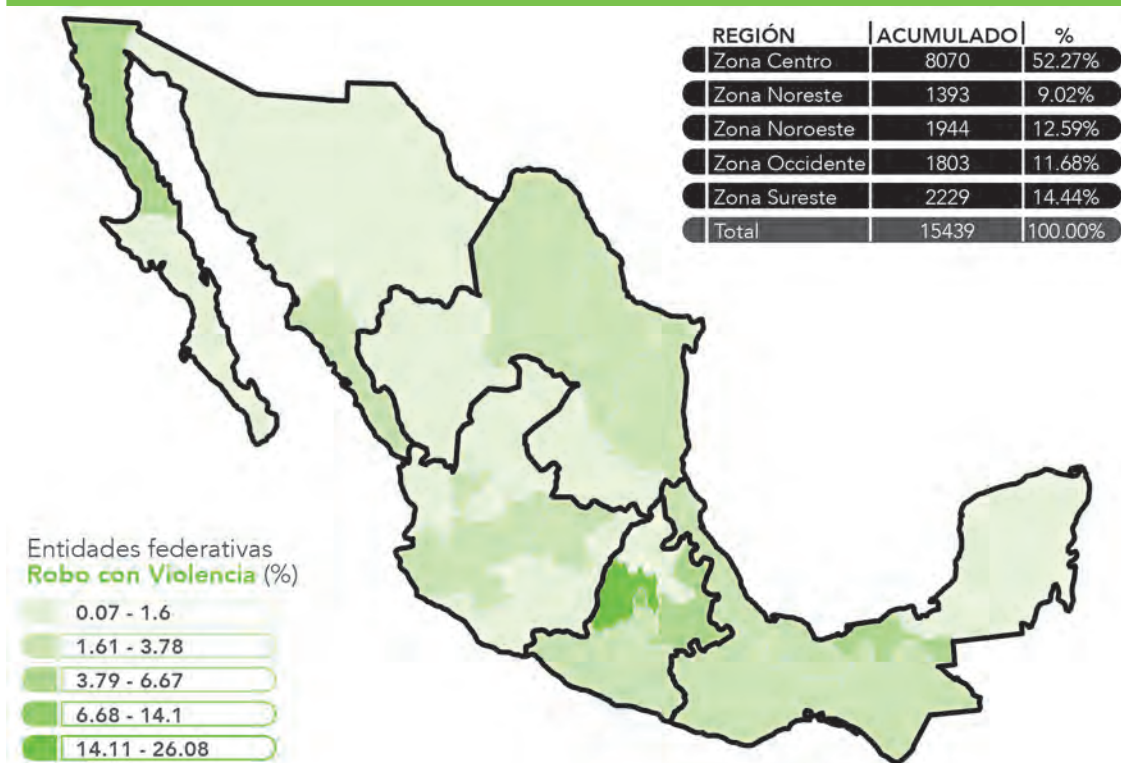 REGIÓN ACUMULADO %
Zona Centro 8070 52.27%
Zona Noreste 1393 9.02%
Zona Noroeste 1944 12.59%
Zona Occidente 1803 11.68%
Zona Sureste 2229 14.44%
Total 15439 100.00%
Entidades federativas
Robo con Violencia (%)
0.07 - 1.6
1.61 - 3.78
3.79 - 6.67
6.68 - 14.1
14.11 - 26.08